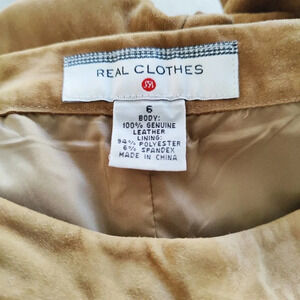 REAL CLOTHES
6
BODY:
100% GENUINE
LEATHER
LINING:
94% POLYESTER
6% SPANDEX
MADE IN CHINA